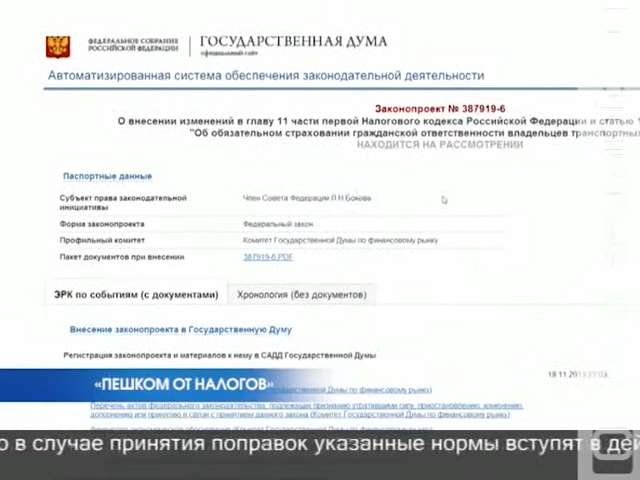 ФЕДЕРАЛЬНОЕ СОБРАНИЕ
РОССИЙСКОЙ ФЕДЕРАЦИИ
ГОСУДАРСТВЕННАЯ ДУМА
официальный сайт
Автоматизированная система обеспечения законодательной деятельности
Законопроект № 387919-6
О внесении изменений в главу 11 части первой Налогового кодекса Российской Федерации и статью 1
"Об обязательном страховании гражданской ответственности владельцев транспортны
НАХОДИТСЯ НА РАССМОТРЕНИИ
Паспортные данные
Субъект права законодательной инициативы
Член Совета Федерации Л.Н.Бокова
Форма законопроекта
Федеральный закон
Профильный комитет
Комитет Государственной Думы по финансовому рынку
Пакет документов при внесении
387919-6.PDF
ЭРК по событиям (с документами)
Хронология (без документов)
Внесение законопроекта в Государственную Думу
Регистрация законопроекта и материалов к нему в САДД Государственной Думы
18.11.2013
«ПЕШКОМ ОТ НАЛОГОВ»
Думы по финансовому рынку)
Перечень актов федерального законодательства, подлежащих признанию утратившими силу, приостановлению, изменению,
дополнению или принятию в связи с принятием данного закона (Комитет Государственной Думы по финансовому рынку)
о в случае принятия поправок указанные нормы вступят в дей